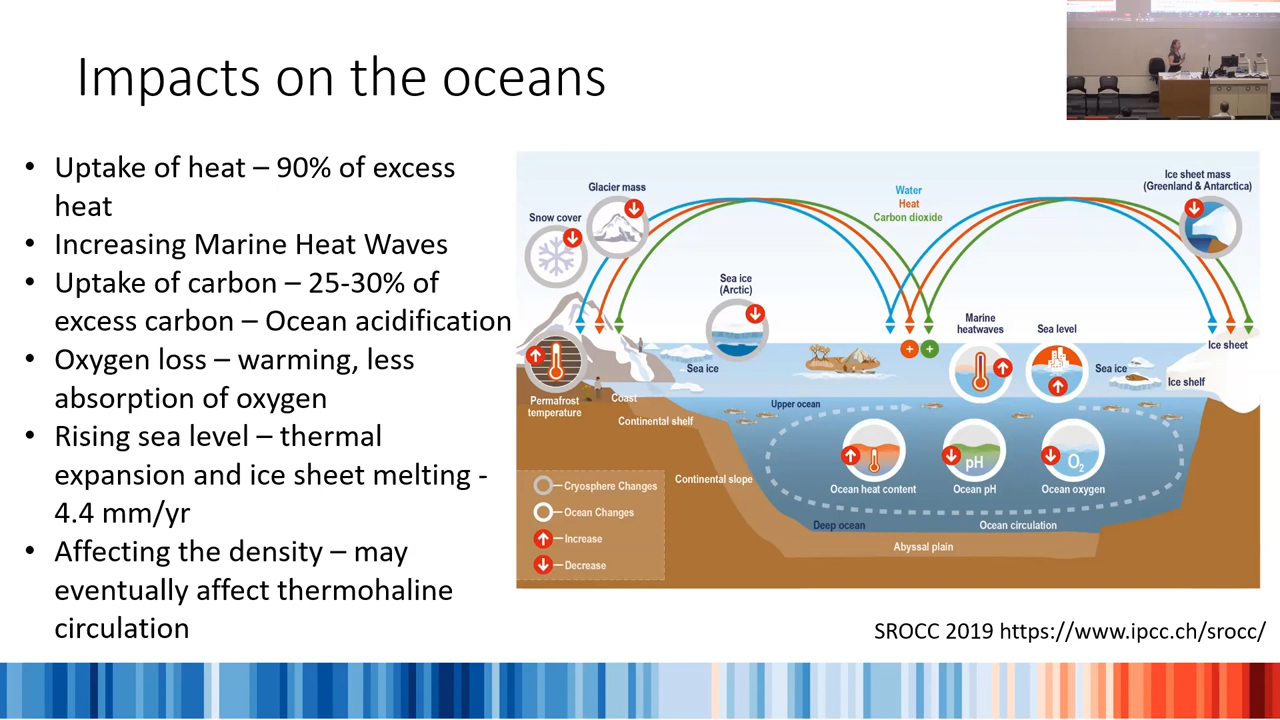 Impacts on the oceans
• Uptake of heat – 90% of excess
heat
• Increasing Marine Heat Waves
• Uptake of carbon – 25-30% of
excess carbon – Ocean acidification
• Oxygen loss – warming, less
absorption of oxygen
• Rising sea level – thermal
expansion and ice sheet melting -
4.4 mm/yr
• Affecting the density – may
eventually affect thermohaline
circulation
Glacier mass
Snow cover
Water
Heat
Carbon dioxide
Ice sheet mass
(Greenland & Antarctica)
Sea ice
(Arctic)
Marine
heatwaves
Sea level
Ice sheet
Sea ice
Sea ice
Ice shelf
Permafrost
temperature
Coast
Upper ocean
Continental shelf
pH
O₂
Continental slope
Ocean heat content
Ocean pH
Ocean oxygen
Cryosphere Changes
Ocean Changes
Increase
Decrease
Deep ocean
Ocean circulation
Abyssal plain
SROCC 2019 https://www.ipcc.ch/srocc/